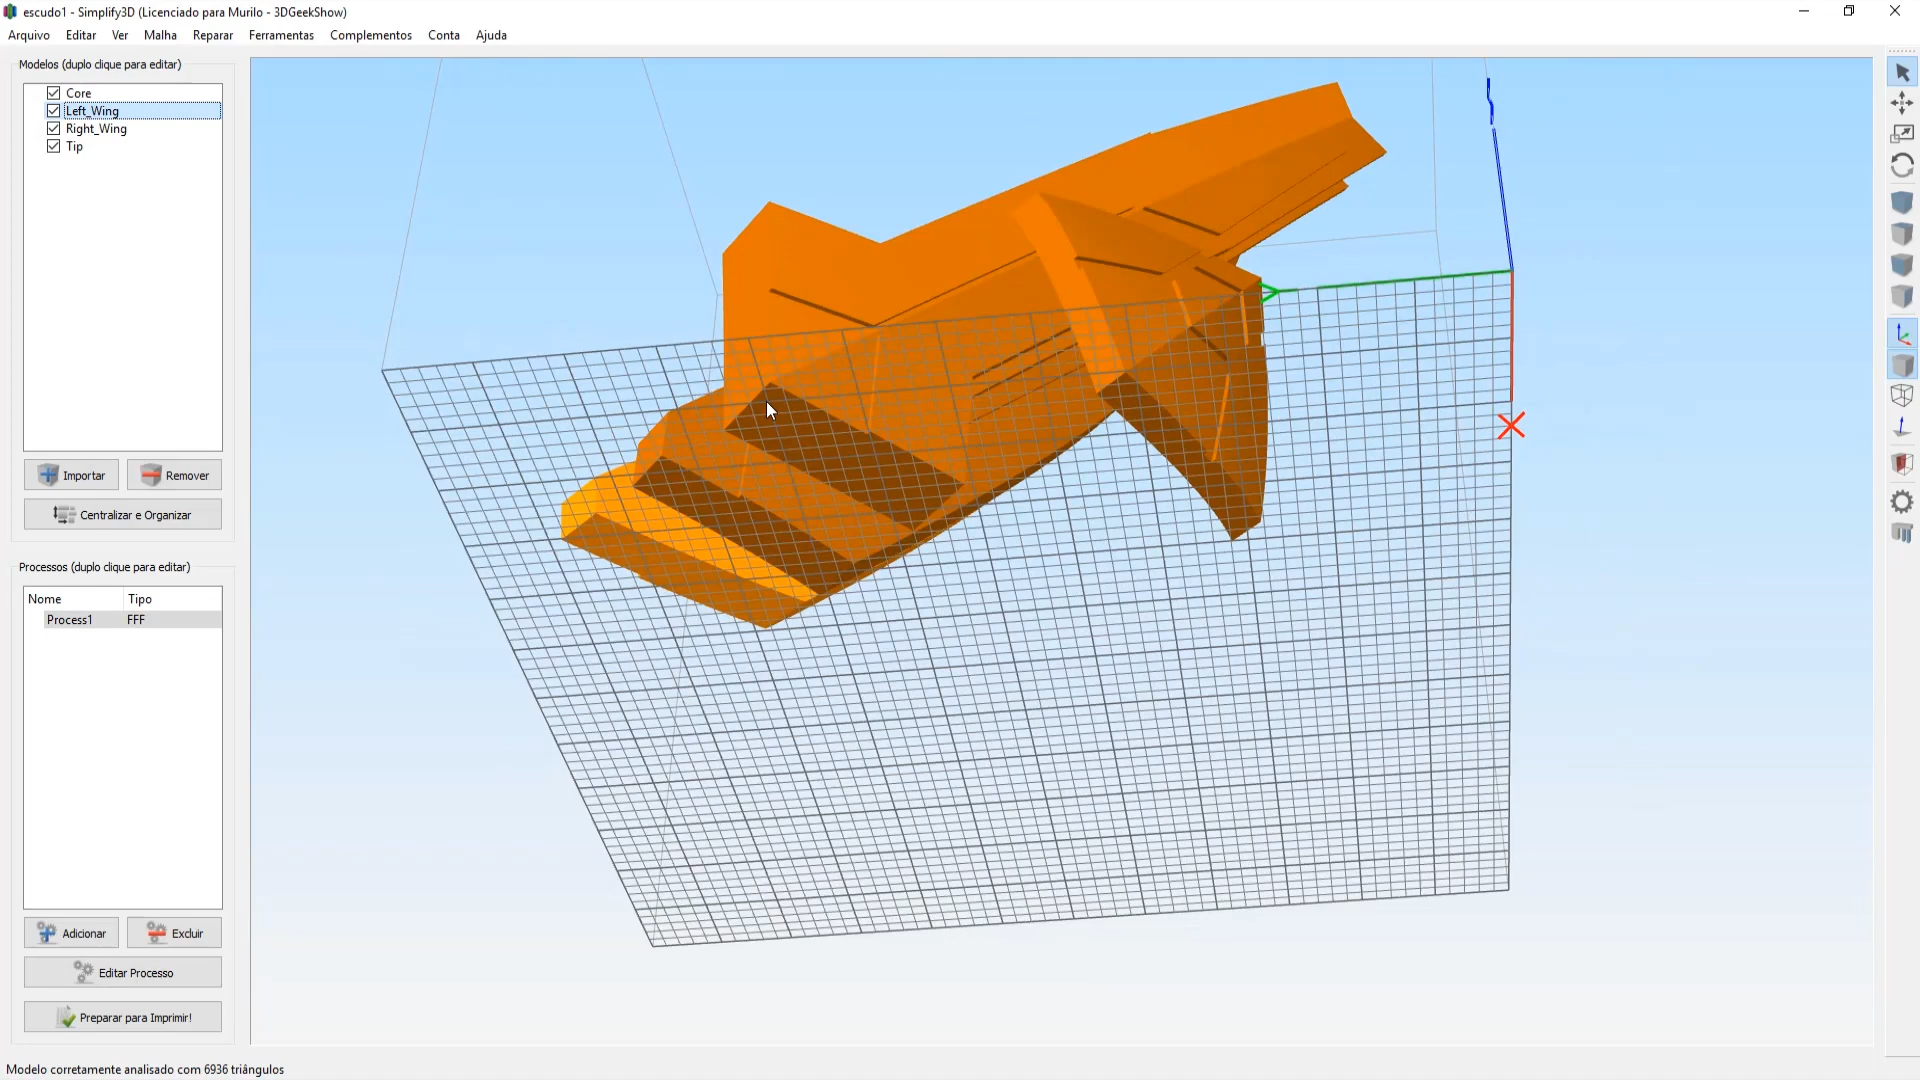 escudo1 - Simplify3D (Licenciado para Murilo - 3DGeekShow)
Arquivo Editar Ver Malha Reparar Ferramentas Complementos Conta Ajuda
Modelos (duplo clique para editar)
Core
Left_Wing
Right_Wing
Tip
Importar Remover
Centralizar e Organizar
Processos (duplo clique para editar)
Nome Tipo
Process1 FFF
Adicionar Excluir
Editar Processo
Preparar para Imprimir!
Modelo corretamente analisado com 6936 triângulos